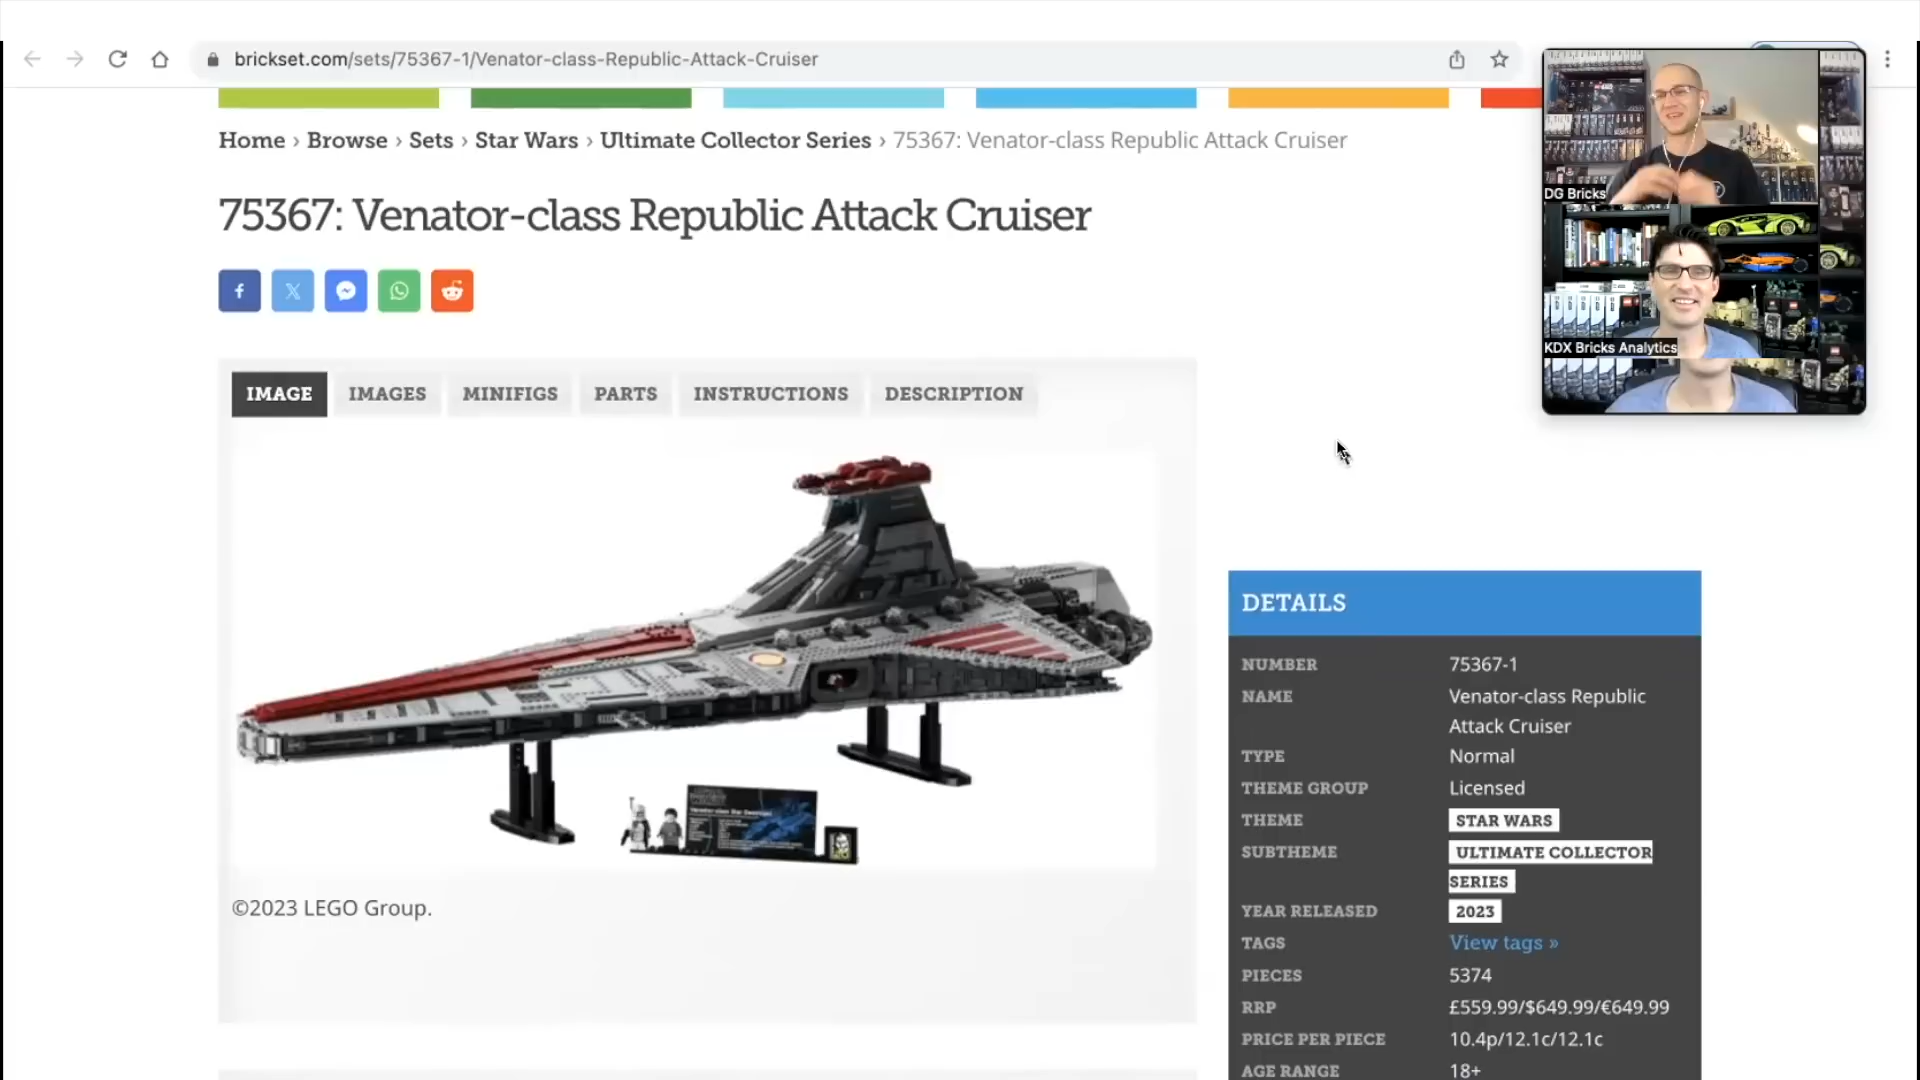 brickset.com/sets/75367-1/Venator-class-Republic-Attack-Cruiser
Home › Browse › Sets › Star Wars › Ultimate Collector Series › 75367: Venator-class Republic Attack Cruiser
75367: Venator-class Republic Attack Cruiser
IMAGE IMAGES MINIFIGS PARTS INSTRUCTIONS DESCRIPTION
©2023 LEGO Group.
DG Bricks
KDX Bricks Analytics
DETAILS
NUMBER 75367-1
NAME Venator-class Republic
Attack Cruiser
TYPE Normal
THEME GROUP Licensed
THEME STAR WARS
SUBTHEME ULTIMATE COLLECTOR
SERIES
YEAR RELEASED 2023
TAGS View tags »
PIECES 5374
RRP £559.99/$649.99/€649.99
PRICE PER PIECE 10.4p/12.1c/12.1c
AGE RANGE 18+